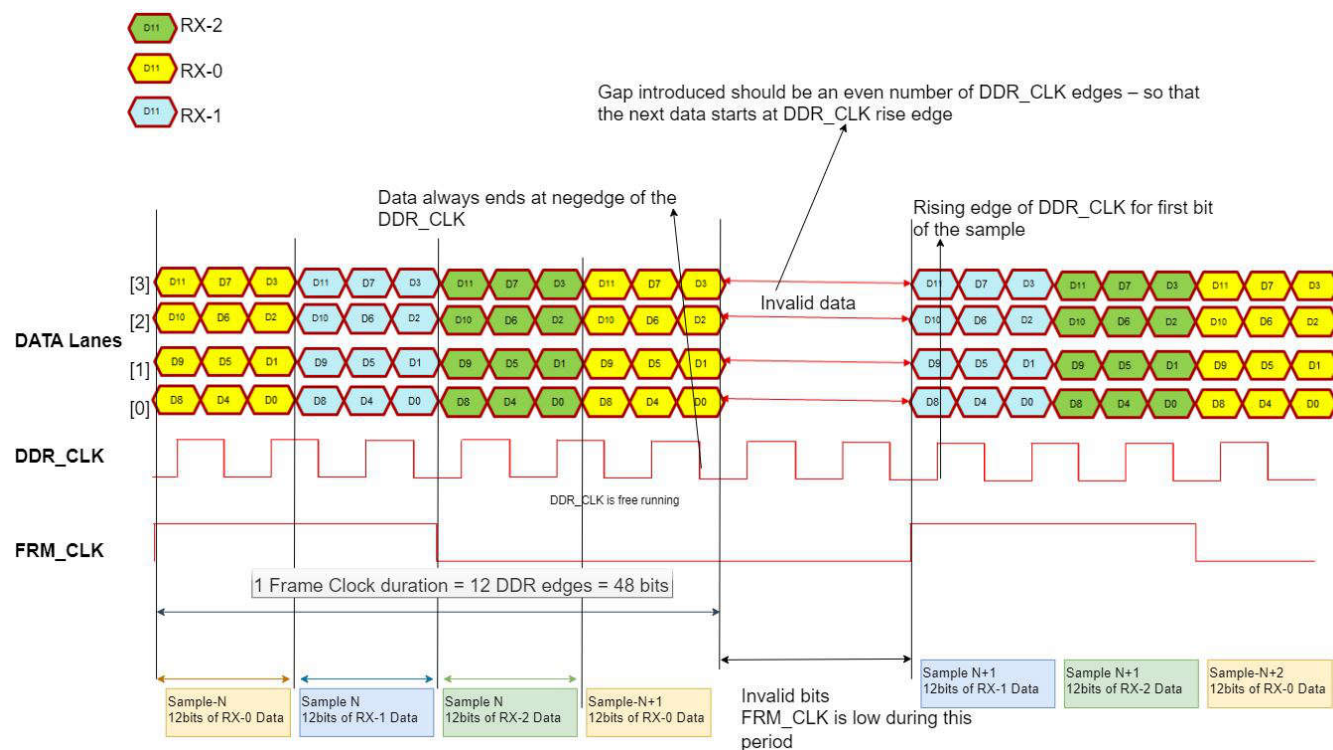 D11 RX-2
D11 RX-0
D11 RX-1
Gap introduced should be an even number of DDR_CLK edges – so that
the next data starts at DDR_CLK rise edge
Data always ends at negedge of the
DDR_CLK
Rising edge of DDR_CLK for first bit
of the sample
DATA Lanes
[3] D11 D7 D3 D11 D7 D3 D11 D7 D3 D11 D7 D3 D11 D7 D3 D11 D7 D3 D11 D7 D3
Invalid data
[2] D10 D6 D2 D10 D6 D2 D10 D6 D2 D10 D6 D2 D10 D6 D2 D10 D6 D2 D10 D6 D2
[1] D9 D5 D1 D9 D5 D1 D9 D5 D1 D9 D5 D1 D9 D5 D1 D9 D5 D1 D9 D5 D1
[0] D8 D4 D0 D8 D4 D0 D8 D4 D0 D8 D4 D0 D8 D4 D0 D8 D4 D0 D8 D4 D0
DDR_CLK
DDR_CLK is free running
FRM_CLK
1 Frame Clock duration = 12 DDR edges = 48 bits
Sample-N
12bits of RX-0 Data
Sample N
12bits of RX-1 Data
Sample N
12bits of RX-2 Data
Sample-N+1
12bits of RX-0 Data
Invalid bits
FRM_CLK is low during this
period
Sample N+1
12bits of RX-1 Data
Sample N+1
12bits of RX-2 Data
Sample-N+2
12bits of RX-0 Data